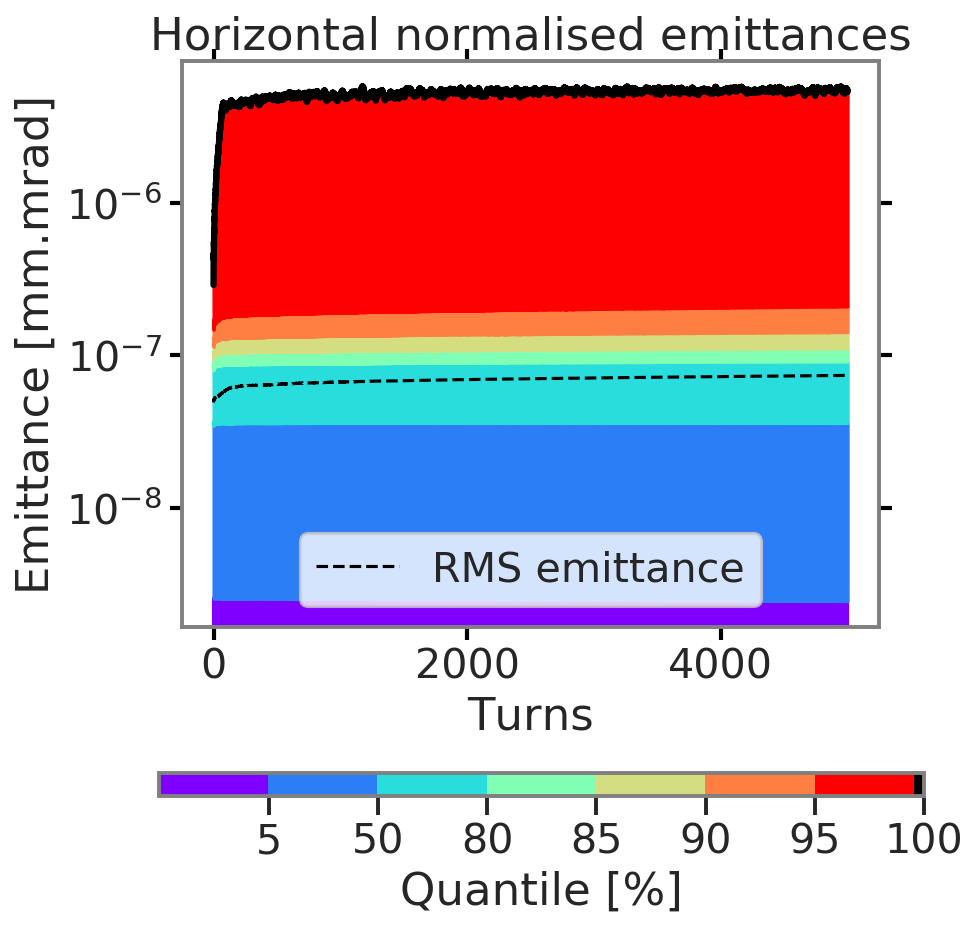 Horizontal normalised emittances
Emittance [mm.mrad]
10⁻⁶
10⁻⁷
10⁻⁸
RMS emittance
0 2000 4000
Turns
5 50 80 85 90 95 100
Quantile [%]